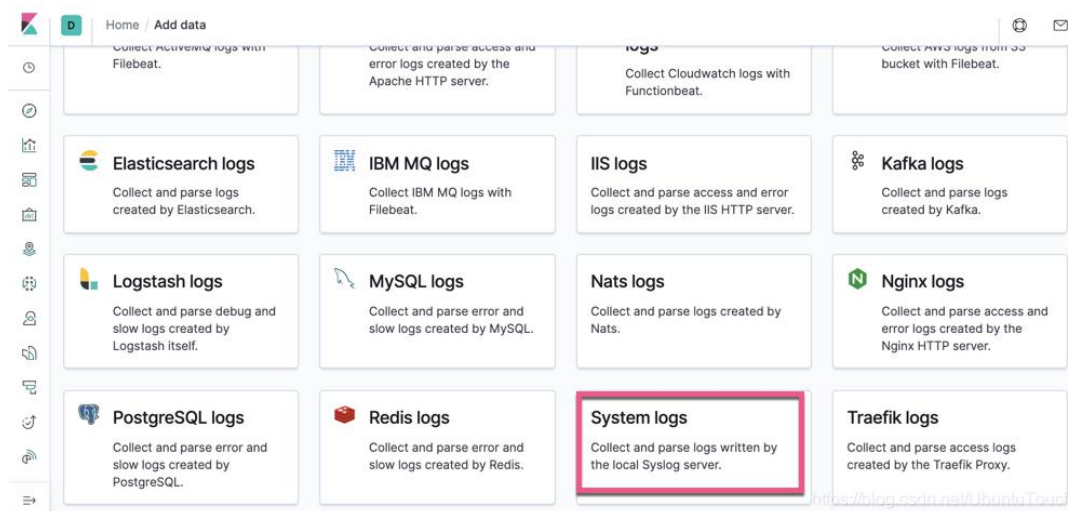 D Home / Add data
Collect ActiveMQ logs with
Filebeat.
Collect and parse access and
error logs created by the
Apache HTTP server.
logs
Collect Cloudwatch logs with
Functionbeat.
Collect AWS logs from S3
bucket with Filebeat.
Elasticsearch logs
Collect and parse logs
created by Elasticsearch.
IBM
IBM MQ logs
Collect IBM MQ logs with
Filebeat.
IIS logs
Collect and parse access and error
logs created by the IIS HTTP server.
Kafka logs
Collect and parse logs
created by Kafka.
Logstash logs
Collect and parse debug and
slow logs created by
Logstash itself.
MySQL logs
Collect and parse error and
slow logs created by MySQL.
Nats logs
Collect and parse logs created by
Nats.
N
Nginx logs
Collect and parse access and
error logs created by the
Nginx HTTP server.
PostgreSQL logs
Collect and parse error and
slow logs created by
PostgreSQL.
Redis logs
Collect and parse error and
slow logs created by Redis.
System logs
Collect and parse logs written by
the local Syslog server.
Traefik logs
Collect and parse access logs
created by the Traefik Proxy.
https://blog.csdn.net/UbuntuTouch